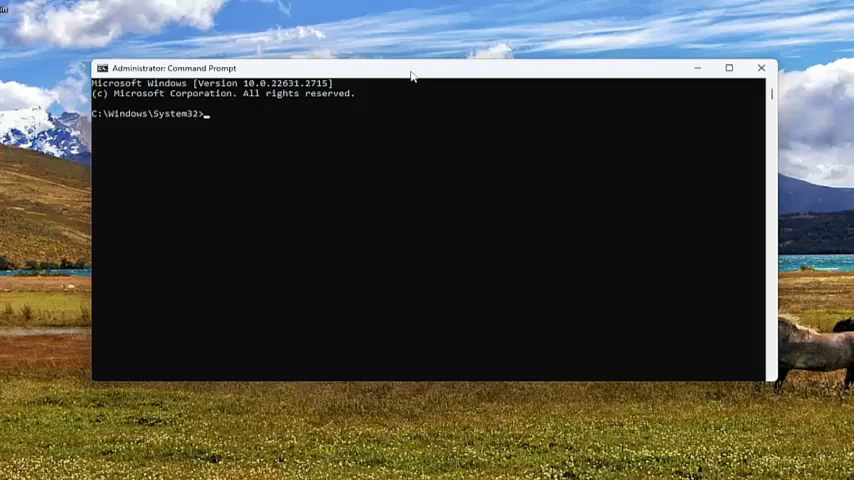 Administrator: Command Prompt
Microsoft Windows [Version 10.0.22631.2715]
(c) Microsoft Corporation. All rights reserved.
C:\Windows\System32>